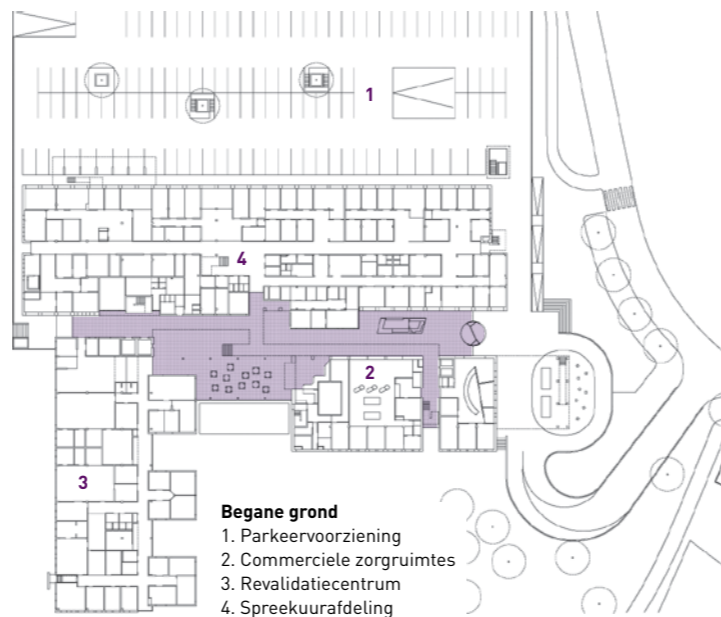 1
4
2
3
Begane grond
1. Parkeervoorziening
2. Commerciele zorgruimtes
3. Revalidatiecentrum
4. Spreekuurafdeling